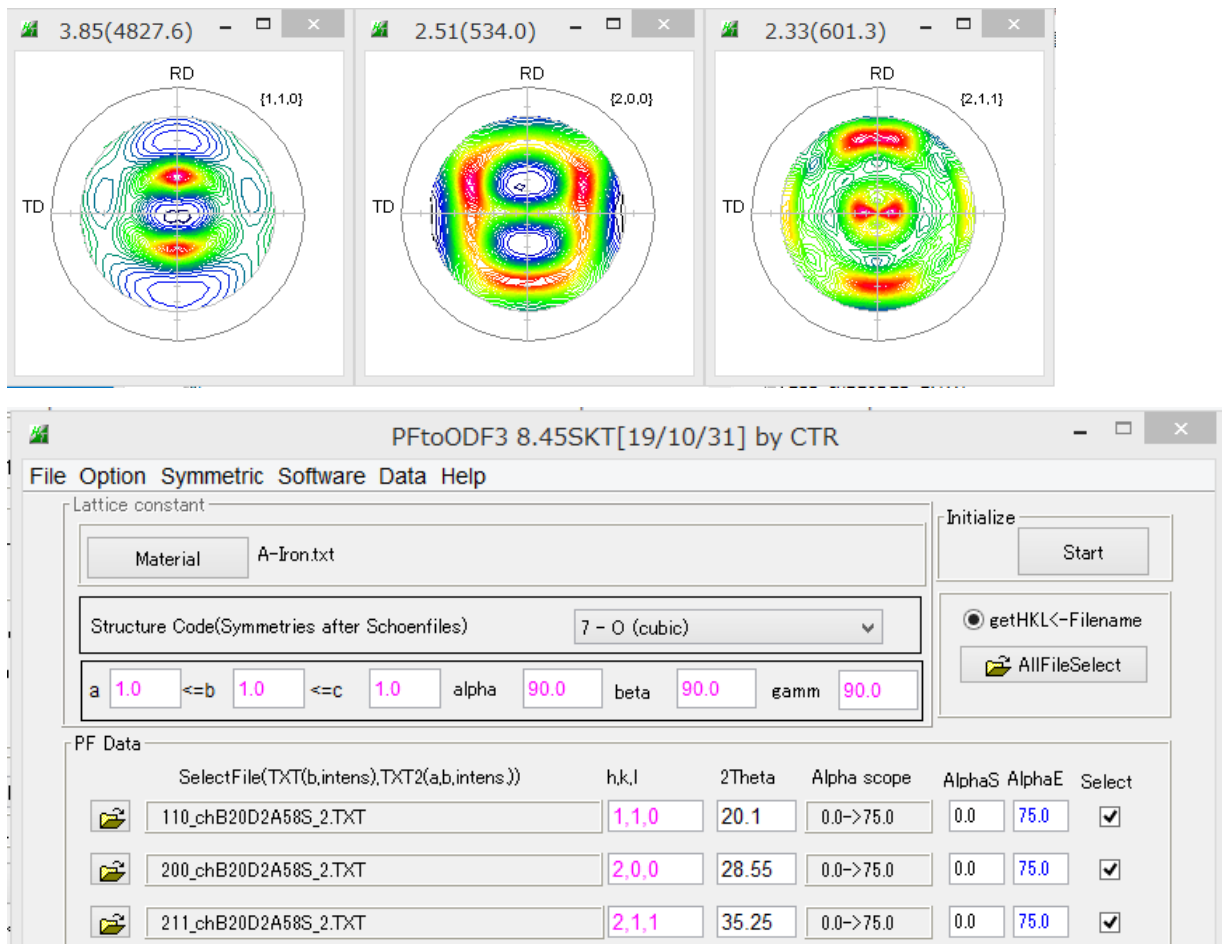 3.85(4827.6)
2.51(534.0)
2.33(601.3)
RD
{1,1,0}
TD
RD
{2,0,0}
TD
RD
{2,1,1}
TD
PFtoODF3 8.45SKT[19/10/31] by CTR
File Option Symmetric Software Data Help
Lattice constant
Material A-Iron.txt
Initialize
Start
Structure Code(Symmetries after Schoenfiles) 7 - O (cubic)
getHKL<-Filename
AllFileSelect
a 1.0 <=b 1.0 <=c 1.0 alpha 90.0 beta 90.0 gamm 90.0
PF Data
SelectFile(TXT(b,intens),TXT2(a,b,intens.)) h,k,l 2Theta Alpha scope AlphaS AlphaE Select
110_chB20D2A58S_2.TXT 1,1,0 20.1 0.0->75.0 0.0 75.0
200_chB20D2A58S_2.TXT 2,0,0 28.55 0.0->75.0 0.0 75.0
211_chB20D2A58S_2.TXT 2,1,1 35.25 0.0->75.0 0.0 75.0